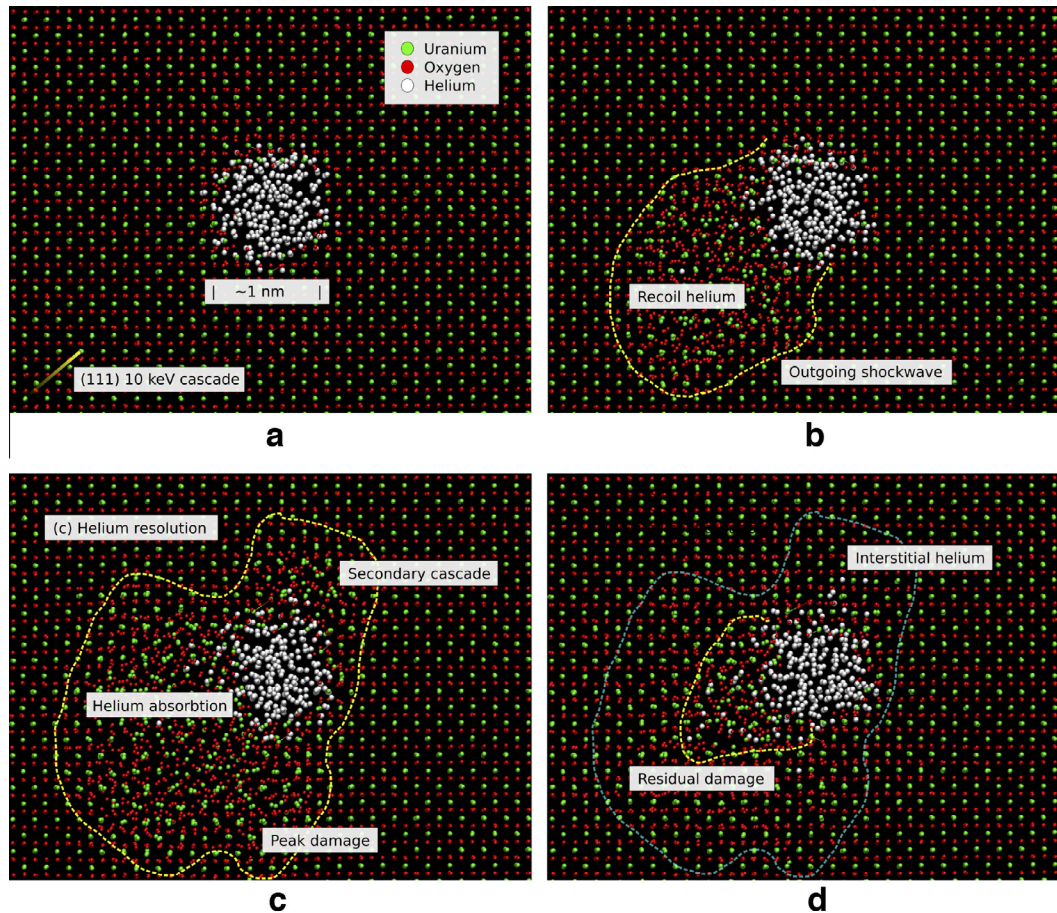 Uranium
Oxygen
Helium
| ~1 nm |
(111) 10 keV cascade
a
Recoil helium
Outgoing shockwave
b
(c) Helium resolution
Secondary cascade
Helium absorbtion
Peak damage
c
Interstitial helium
Residual damage
d